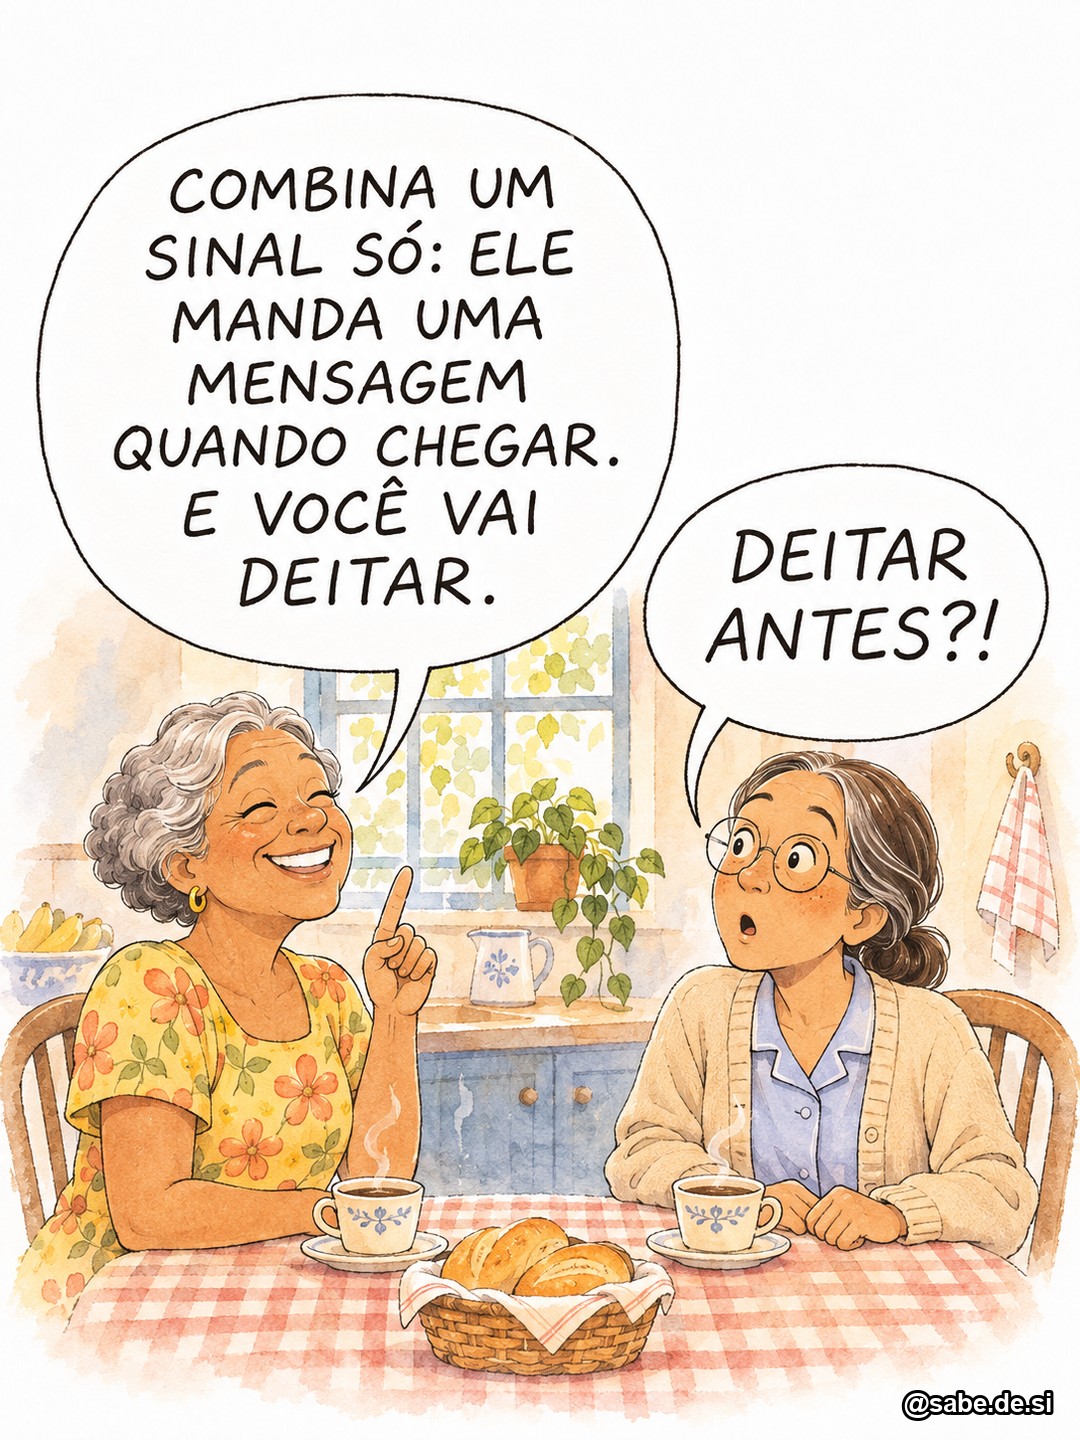 COMBINA UM
SINAL SÓ: ELE
MANDA UMA
MENSAGEM
QUANDO CHEGAR.
E VOCÊ VAI
DEITAR.
DEITAR
ANTES?!
@sabe.de.si